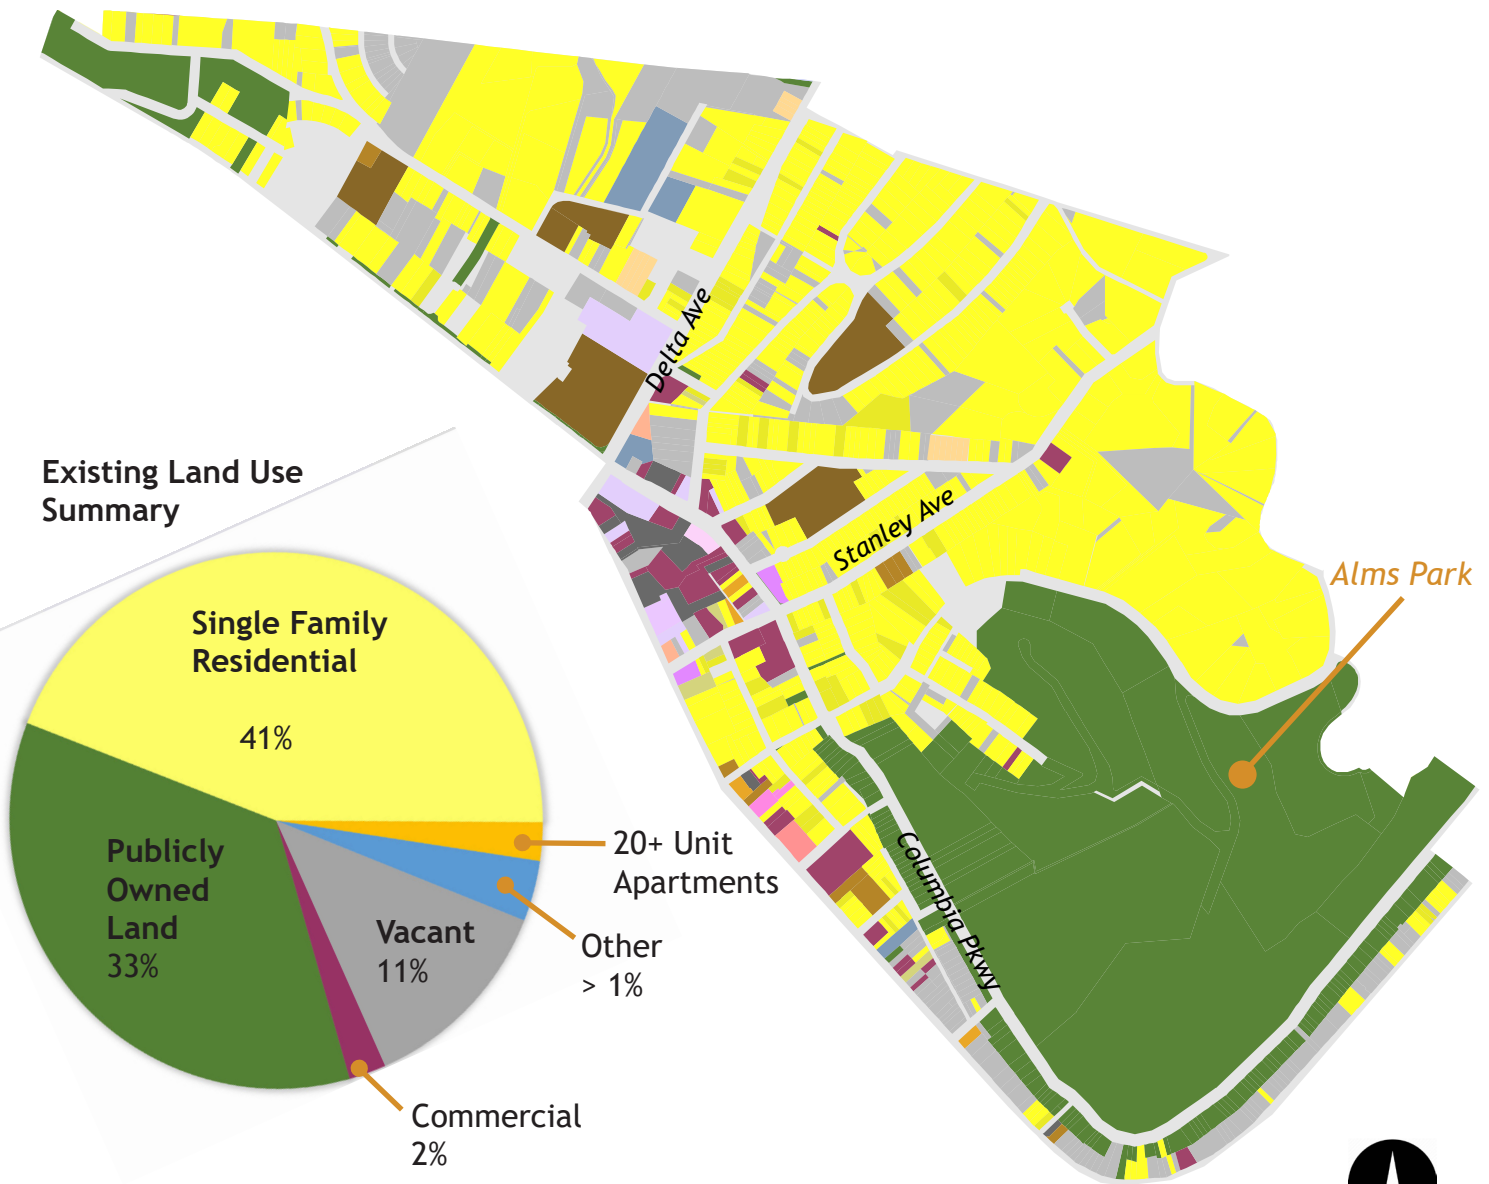 Existing Land Use
Summary
Single Family
Residential
41%
Publicly
Owned
Land
33%
Vacant
11%
20+ Unit
Apartments
Other
> 1%
Commercial
2%
Delta Ave
Stanley Ave
Columbia Pkwy
Alms Park